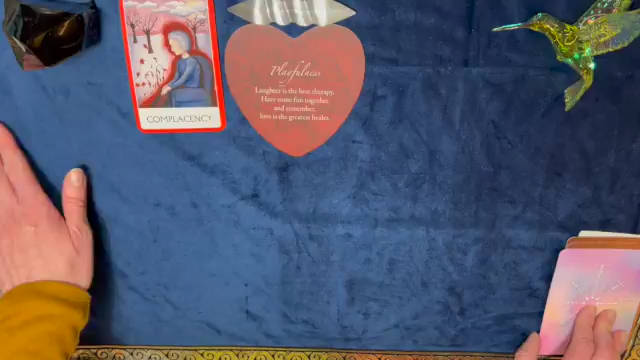 COMPLACENCY
Playfulness
Laughter is the best therapy.
Have more fun together
and remember,
love is the greatest healer.